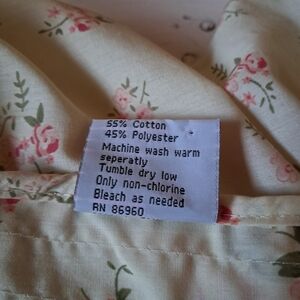 55% Cotton
45% Polyester
Machine wash warm
seperatly
Tumble dry low
Only non-chlorine
Bleach as needed
RN 86960